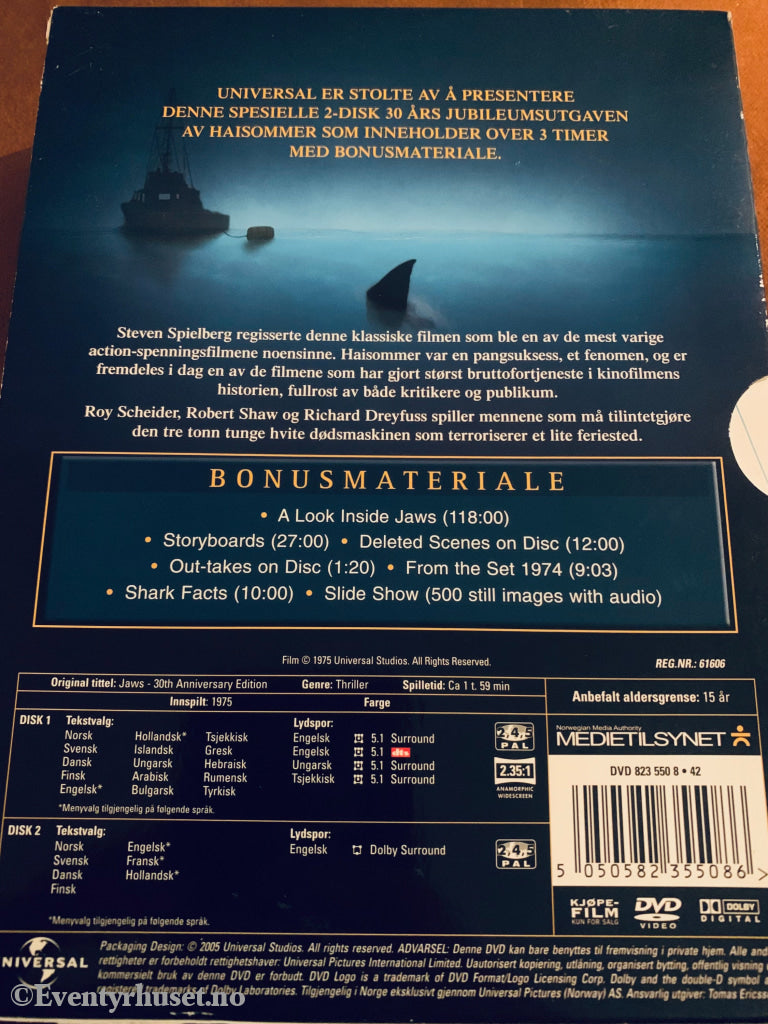 UNIVERSAL ER STOLTE AV Å PRESENTERE
DENNE SPESIELLE 2-DISK 30 ÅRS JUBILEUMSUTGAVEN
AV HAISOMMER SOM INNEHOLDER OVER 3 TIMER
MED BONUSMATERIALE.
Steven Spielberg regisserte denne klassiske filmen som ble en av de mest varige
action-spenningsfilmene noensinne. Haisommer var en pangsuksess, et fenomen, og er
fremdeles i dag en av de filmene som har gjort størst bruttofortjeneste i kinofilmens
historien, fullrost av både kritikere og publikum.
Roy Scheider, Robert Shaw og Richard Dreyfuss spiller mennene som må tilintetgjøre
den tre tonn tunge hvite dødsmaskinen som terroriserer et lite feriested.
BONUSMATERIALE
• A Look Inside Jaws (118:00)
• Storyboards (27:00) • Deleted Scenes on Disc (12:00)
• Out-takes on Disc (1:20) • From the Set 1974 (9:03)
• Shark Facts (10:00) • Slide Show (500 still images with audio)
Film © 1975 Universal Studios. All Rights Reserved.
REG.NR.: 61606
Original tittel: Jaws - 30th Anniversary Edition Genre: Thriller Spilletid: Ca 1 t. 59 min
Innspilt: 1975 Farge
Anbefalt aldersgrense: 15 år
DISK 1 Tekstvalg: Lydspor:
Norsk Hollandsk* Tsjekkisk Engelsk 5.1 Surround
Svensk Islandsk Gresk Engelsk 5.1 dts
Dansk Ungarsk Hebraisk Ungarsk 5.1 Surround
Finsk Arabisk Rumensk Tsjekkisk 5.1 Surround
Engelsk* Bulgarsk Tyrkisk
*Menyvalg tilgjengelig på følgende språk.
2,4,5
PAL
2.35:1
ANAMORPHIC
WIDESCREEN
Norwegian Media Authority
MEDIETILSYNET
DVD 823 550 8 • 42
5 050582 355086 >
DISK 2 Tekstvalg: Lydspor:
Norsk Engelsk* Engelsk Dolby Surround
Svensk Fransk*
Dansk Hollandsk*
Finsk
*Menyvalg tilgjengelig på følgende språk.
2,4,5
PAL
KJØPE-
FILM
KUN FOR SALG
DVD
VIDEO
DOLBY
DIGITAL
NIVERSAL
Packaging Design: © 2005 Universal Studios. All rights reserved. ADVARSEL: Denne DVD kan bare benyttes til fremvisning i private hjem. Alle and
rettigheter er forbeholdt rettighetshaver: Universal Pictures International Limited. Uautorisert kopiering, utlåning, organisert bytting, offentlig visning
kommersielt bruk av denne DVD er forbudt. DVD Logo is a trademark of DVD Format/Logo Licensing Corp. Dolby and the double-D symbol a
registered trademarks of Dolby Laboratories. Tilgjengelig i Norge eksklusivt gjennom Universal Pictures (Norway) AS. Ansvarlig utgiver: Tomas Ericss
©Eventyrhuset.no